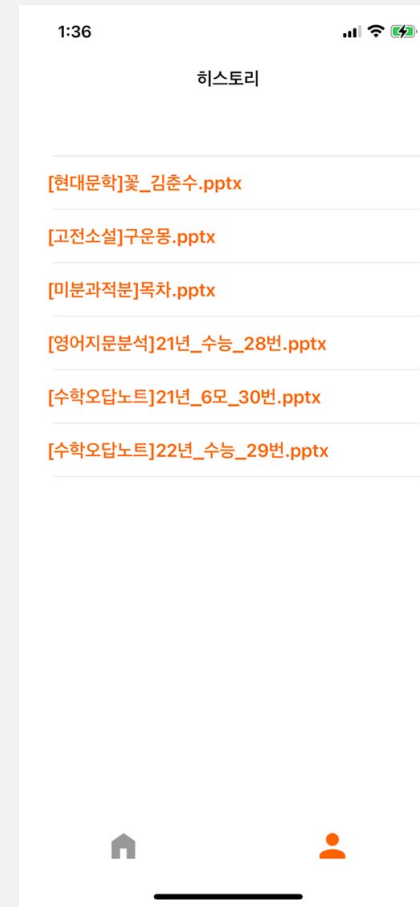 1:36
히스토리
[현대문학]꽃_김춘수.pptx
[고전소설]구운몽.pptx
[미분과적분]목차.pptx
[영어지문분석]21년_수능_28번.pptx
[수학오답노트]21년_6모_30번.pptx
[수학오답노트]22년_수능_29번.pptx